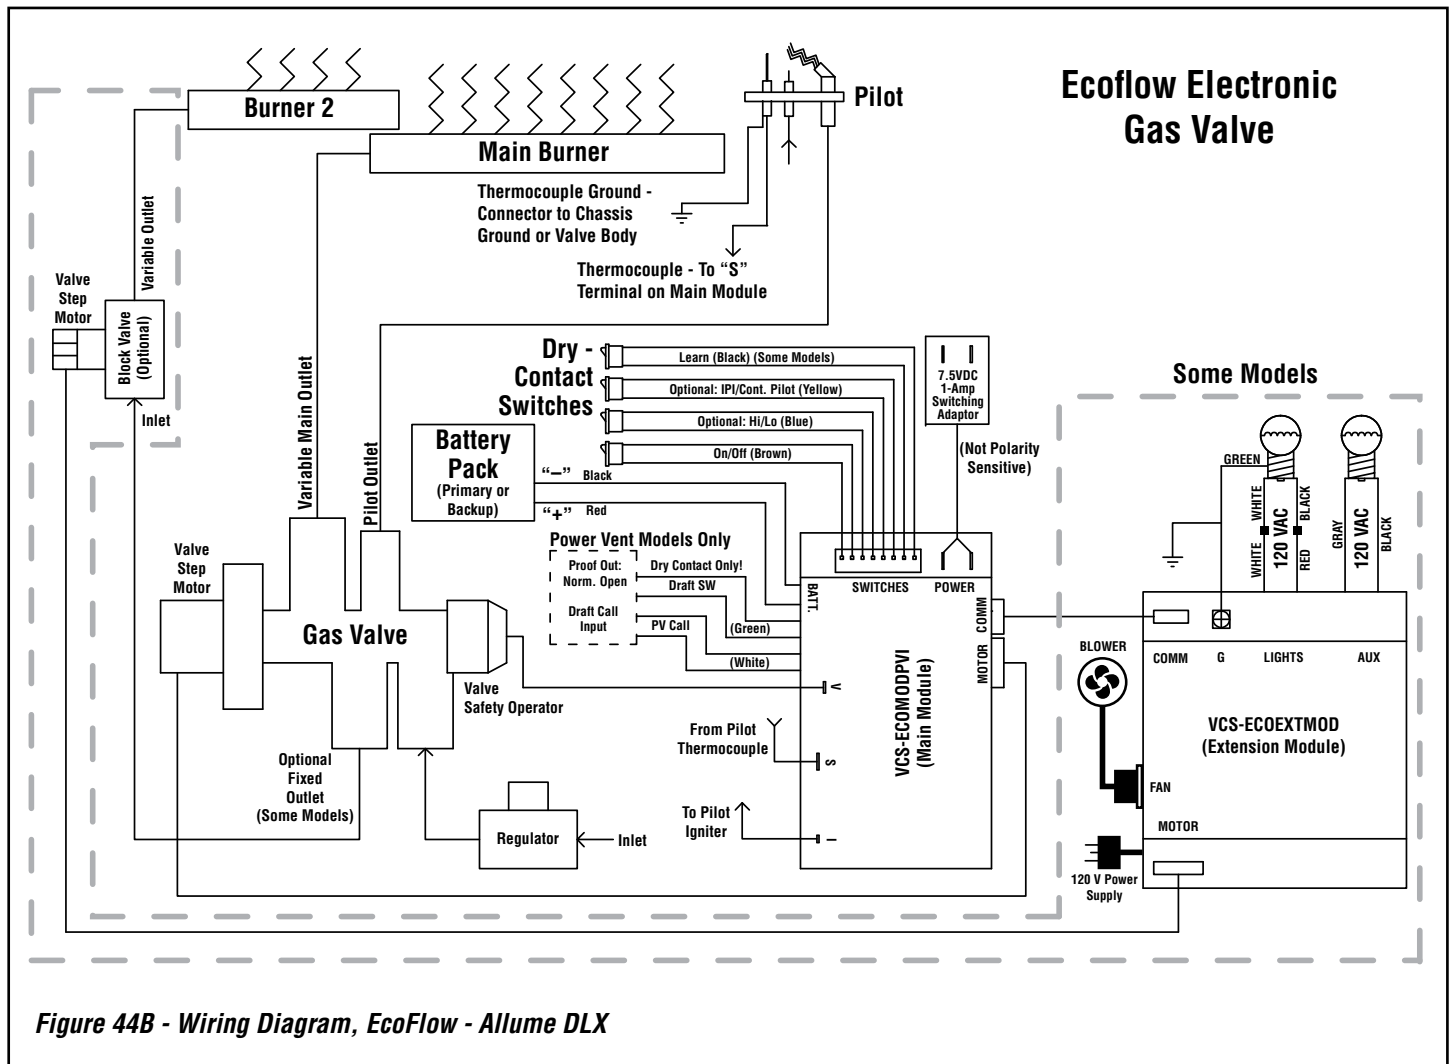 Ecoflow Electronic
Gas Valve
Burner 2
Main Burner
Pilot
Thermocouple Ground -
Connector to Chassis
Ground or Valve Body
Thermocouple - To “S”
Terminal on Main Module
Variable Outlet
Valve
Step
Motor
Block Valve
(Optional)
Inlet
Variable Main Outlet
Pilot Outlet
Dry -
Contact
Switches
Learn (Black) (Some Models)
Optional: IPI/Cont. Pilot (Yellow)
Optional: Hi/Lo (Blue)
On/Off (Brown)
7.5VDC
1-Amp
Switching
Adaptor
(Not Polarity
Sensitive)
Battery
Pack
(Primary or
Backup)
“–”
Black
“+”
Red
Power Vent Models Only
Proof Out:
Norm. Open
Draft Call
Input
Dry Contact Only!
Draft SW
(Green)
PV Call
(White)
Valve
Step
Motor
Gas Valve
Valve
Safety Operator
Optional
Fixed
Outlet
(Some Models)
Regulator
Inlet
From Pilot
Thermocouple
To Pilot
Igniter
SWITCHES
POWER
BATT.
COMM
MOTOR
V
S
I
VCS-ECOMODPVI
(Main Module)
Some Models
GREEN
WHITE
BLACK
WHITE
RED
120 VAC
GRAY
120 VAC
BLACK
COMM
G
LIGHTS
AUX
BLOWER
VCS-ECOEXTMOD
(Extension Module)
FAN
MOTOR
120 V Power
Supply
Figure 44B - Wiring Diagram, EcoFlow - Allume DLX